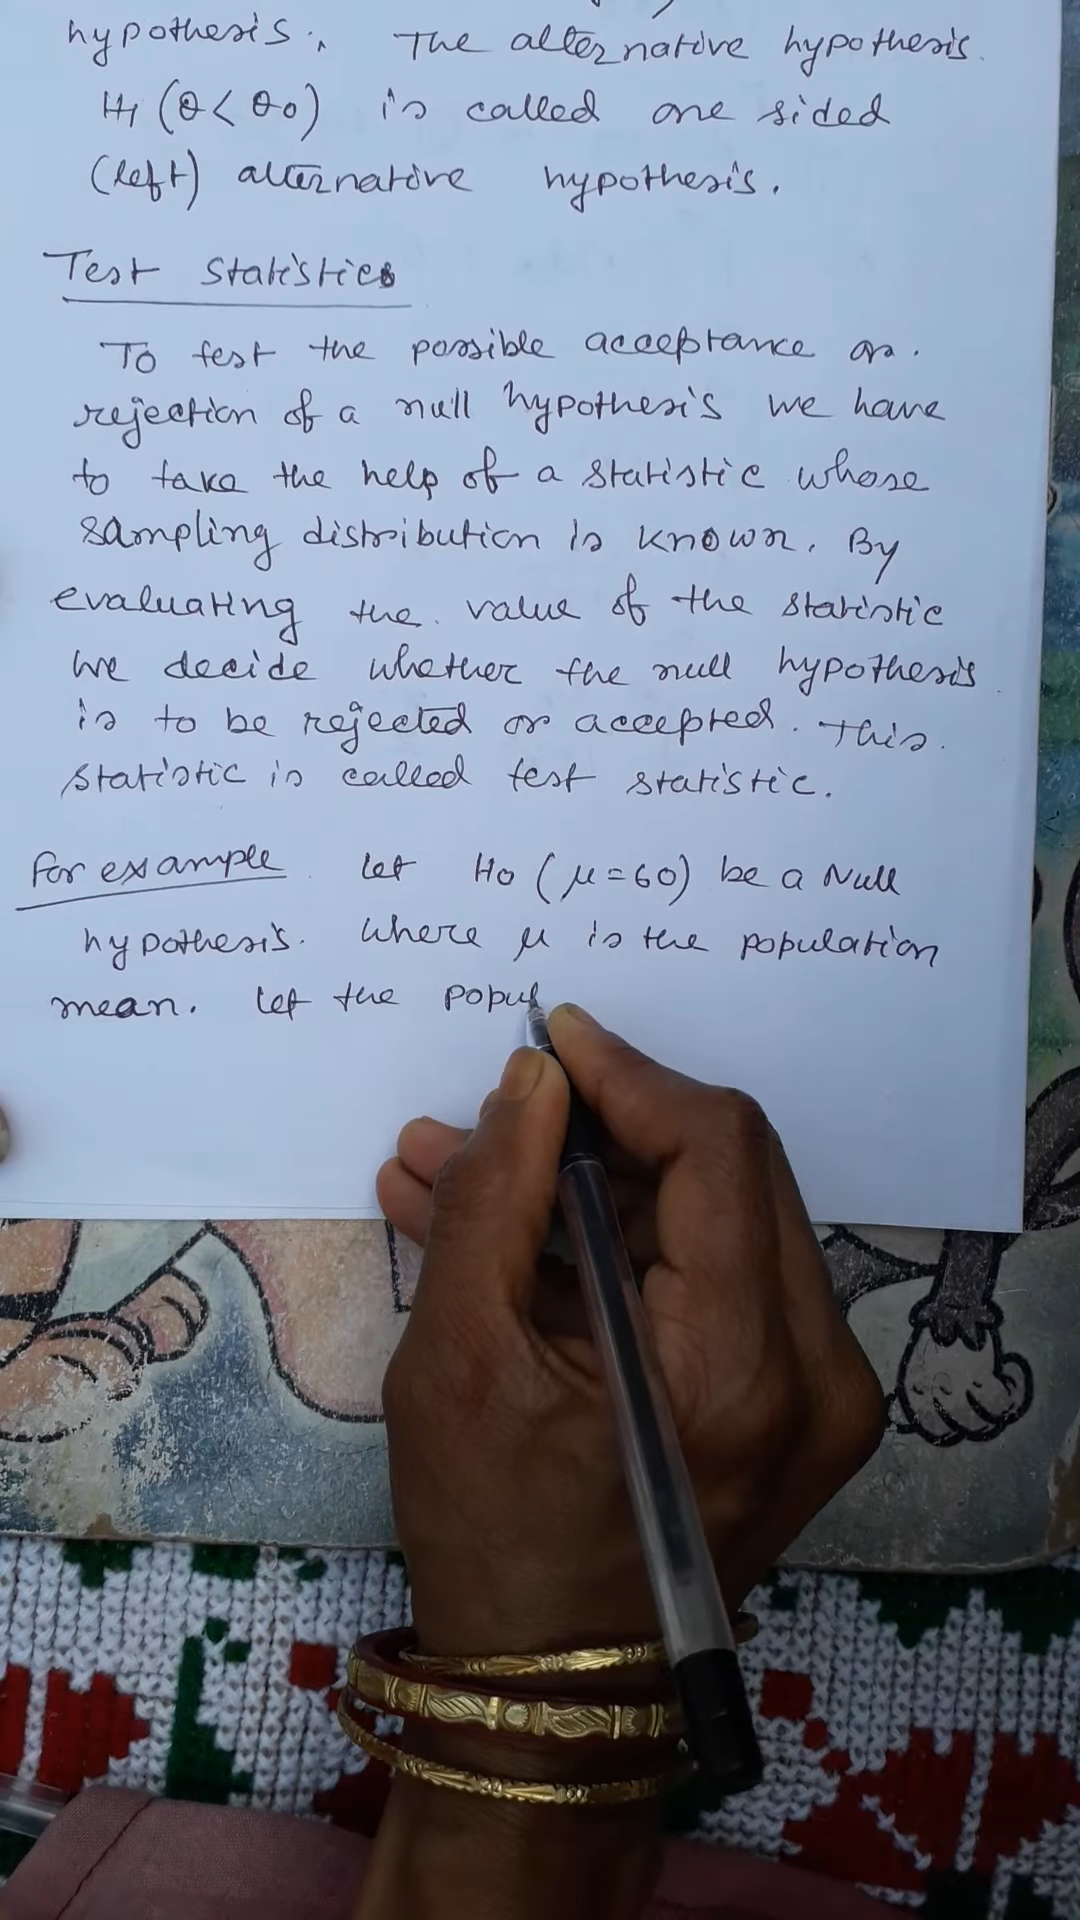 hypothesis. The alternative hypothesis.
H1 (θ < θ0) is called one sided
(left) alternative hypothesis.
Test Statistics
To test the possible acceptance or.
rejection of a null hypothesis we have
to take the help of a statistic whose
sampling distribution is known. By
evaluating the value of the statistic
we decide whether the null hypothesis
is to be rejected or accepted. This.
statistic is called test statistic.
For example let H0 (μ = 60) be a Null
hypothesis. Where μ is the population
mean. Let the popul